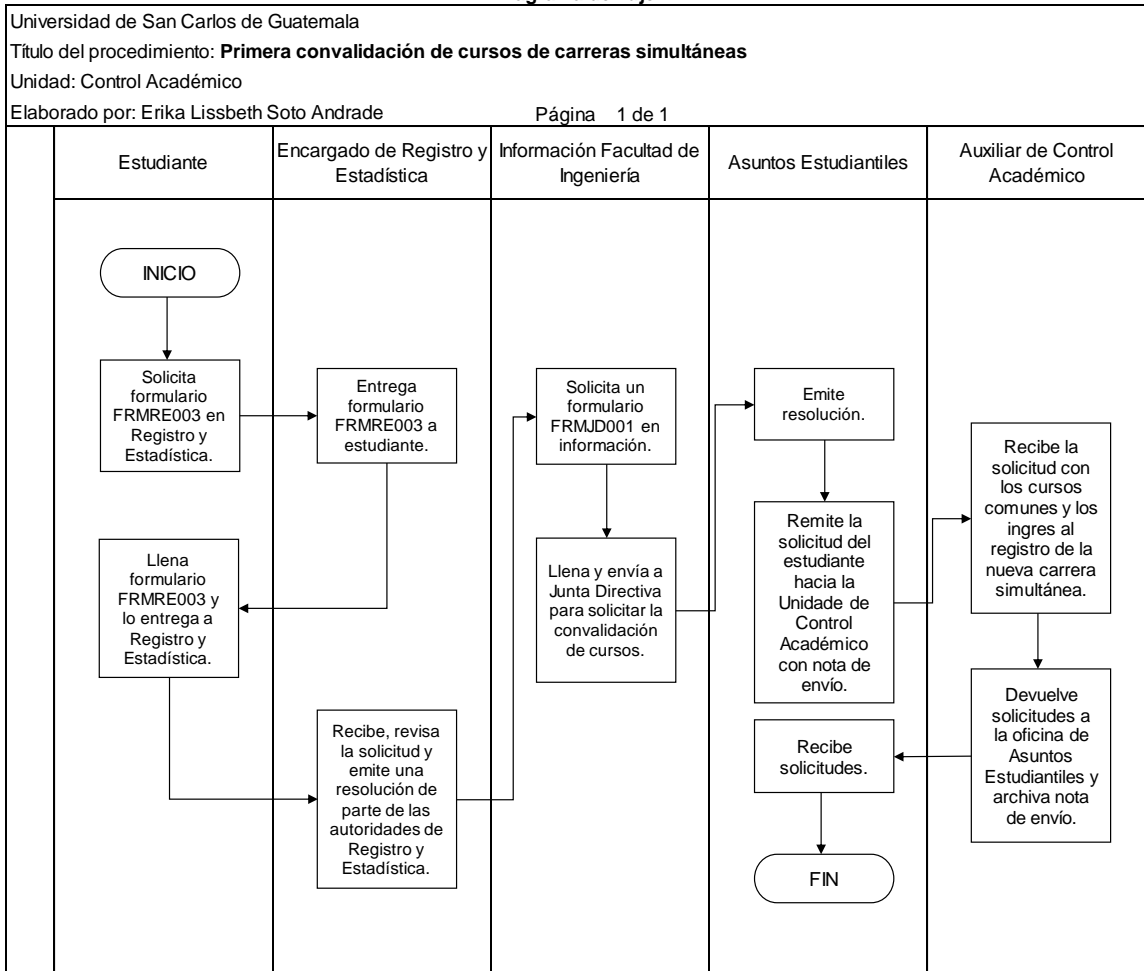 Universidad de San Carlos de Guatemala
Título del procedimiento: Primera convalidación de cursos de carreras simultáneas
Unidad: Control Académico
Elaborado por: Erika Lissbeth Soto Andrade Página 1 de 1
Estudiante
Encargado de Registro y
Estadística
Información Facultad de
Ingeniería
Asuntos Estudiantiles
Auxiliar de Control
Académico
INICIO
Solicita
formulario
FRMRE003 en
Registro y
Estadística.
Entrega
formulario
FRMRE003 a
estudiante.
Llena
formulario
FRMRE003 y
lo entrega a
Registro y
Estadística.
Recibe, revisa
la solicitud y
emite una
resolución de
parte de las
autoridades de
Registro y
Estadística.
Solicita un
formulario
FRMJD001 en
información.
Llena y envía a
Junta Directiva
para solicitar la
convalidación
de cursos.
Emite
resolución.
Remite la
solicitud del
estudiante
hacia la
Unidade de
Control
Académico
con nota de
envío.
Recibe la
solicitud con
los cursos
comunes y los
ingres al
registro de la
nueva carrera
simultánea.
Devuelve
solicitudes a
la oficina de
Asuntos
Estudiantiles y
archiva nota
de envío.
Recibe
solicitudes.
FIN